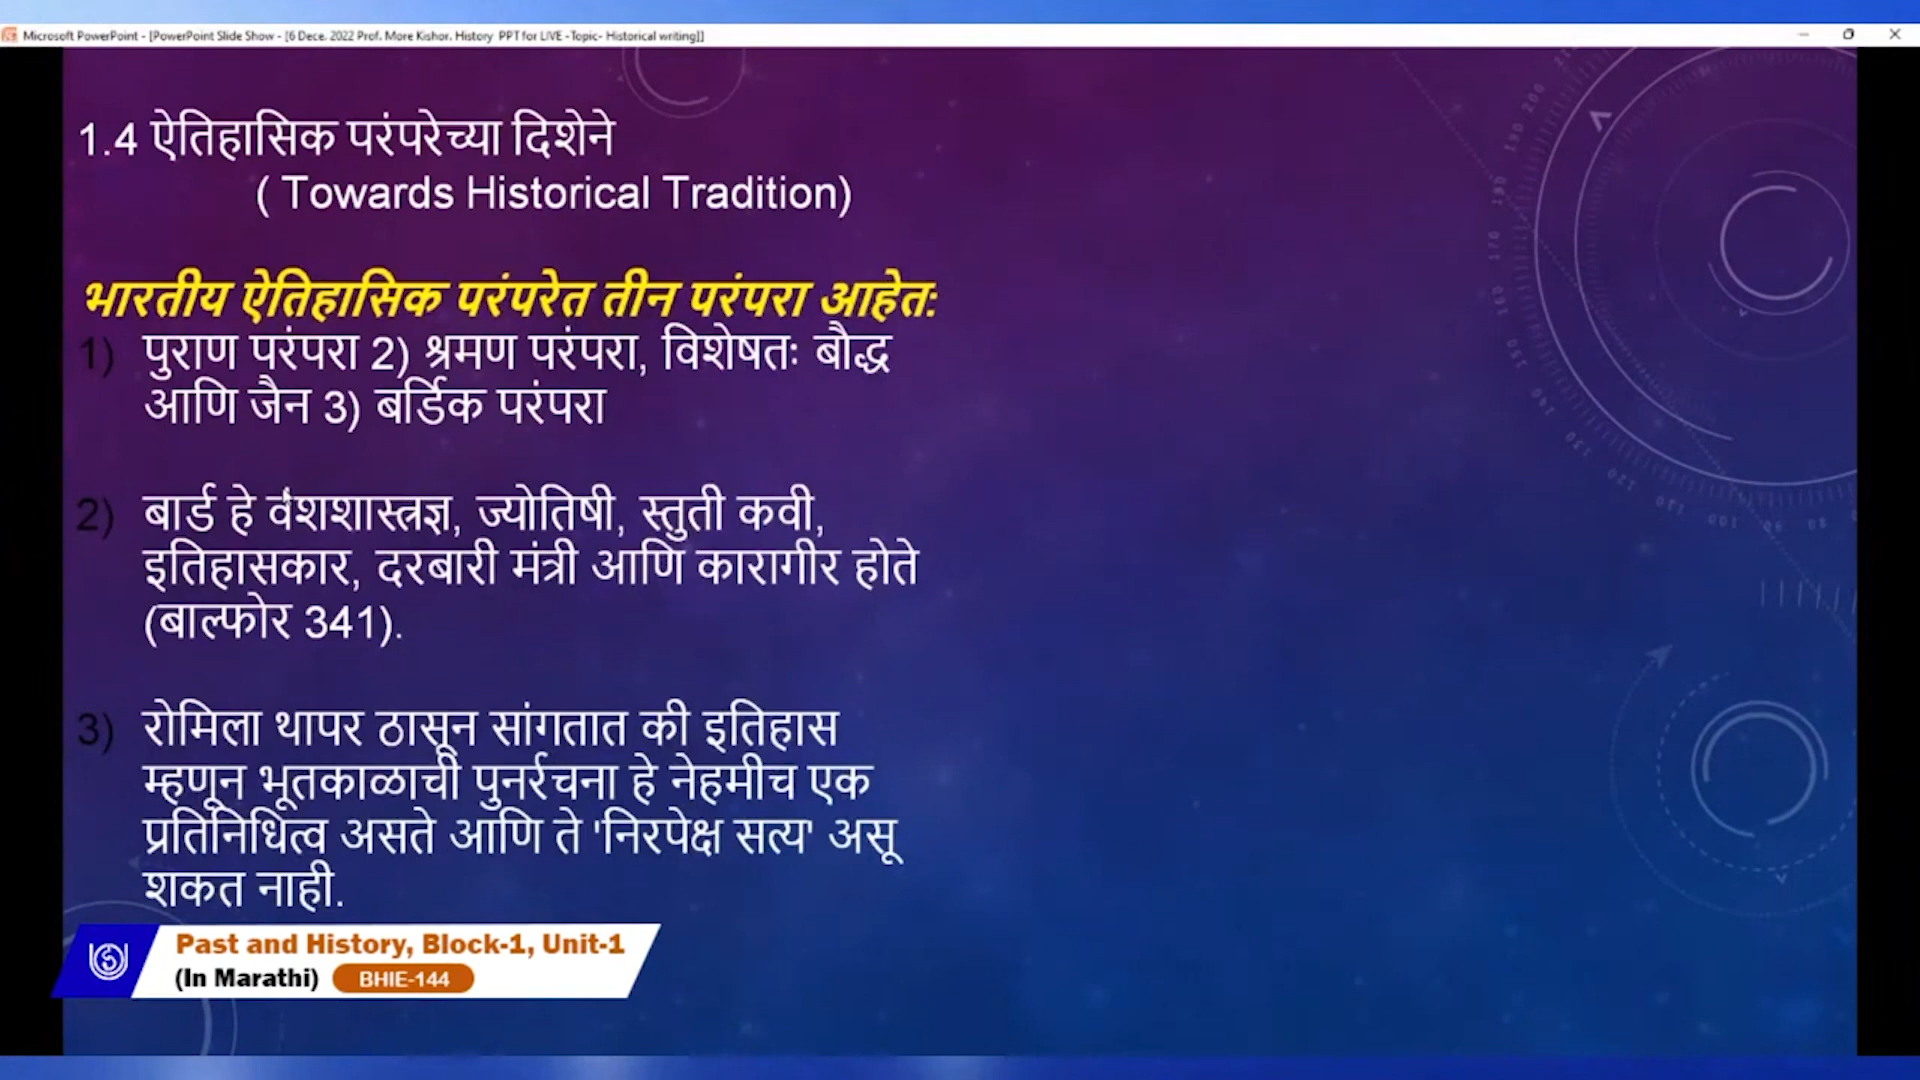 Microsoft PowerPoint - [PowerPoint Slide Show - [6 Dece. 2022 Prof. More Kishor. History PPT for LIVE -Topic- Historical writing]]
1.4 ऐतिहासिक परंपरेच्या दिशेने
( Towards Historical Tradition)
भारतीय ऐतिहासिक परंपरेत तीन परंपरा आहेत:
1) पुराण परंपरा 2) श्रमण परंपरा, विशेषतः बौद्ध
आणि जैन 3) बर्डिक परंपरा
2) बार्ड हे वंशशास्त्रज्ञ, ज्योतिषी, स्तुती कवी,
इतिहासकार, दरबारी मंत्री आणि कारागीर होते
(बाल्फोर 341).
3) रोमिला थापर ठासून सांगतात की इतिहास
म्हणून भूतकाळाची पुनर्रचना हे नेहमीच एक
प्रतिनिधित्व असते आणि ते 'निरपेक्ष सत्य' असू
शकत नाही.
Past and History, Block-1, Unit-1
(In Marathi) BHIE-144